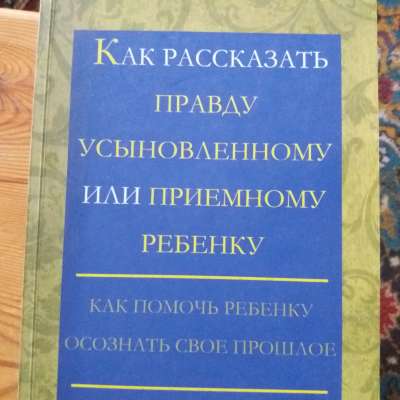 Как рассказать
правду
усыновленному
или приемному
ребенку
как помочь ребенку
осознать свое прошлое